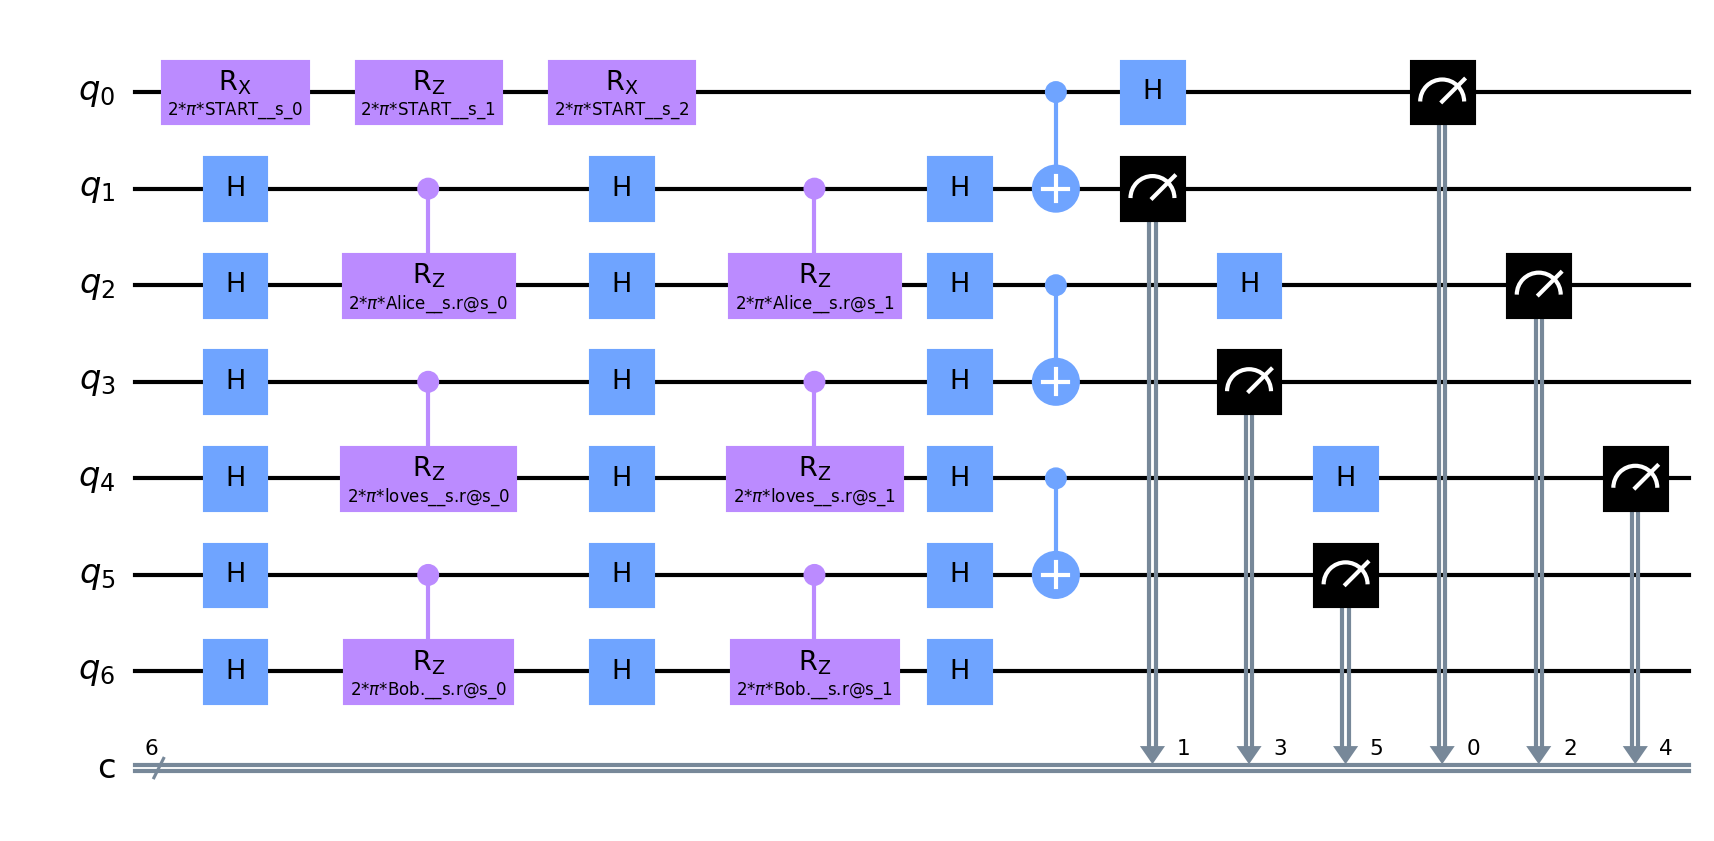 q0 RX RZ RX H
2*π*START__s_0 2*π*START__s_1 2*π*START__s_2
q1 H H H
q2 H RZ H RZ H H
2*π*Alice__s.r@s_0 2*π*Alice__s.r@s_1
q3 H H H
q4 H RZ H RZ H H
2*π*loves__s.r@s_0 2*π*loves__s.r@s_1
q5 H H H
q6 H RZ H RZ H
2*π*Bob.__s.r@s_0 2*π*Bob.__s.r@s_1
6 1 3 5 0 2 4
c